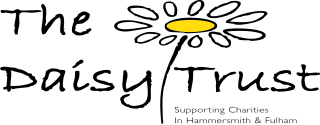 The
Daisy Trust
Supporting Charities
In Hammersmith & Fulham